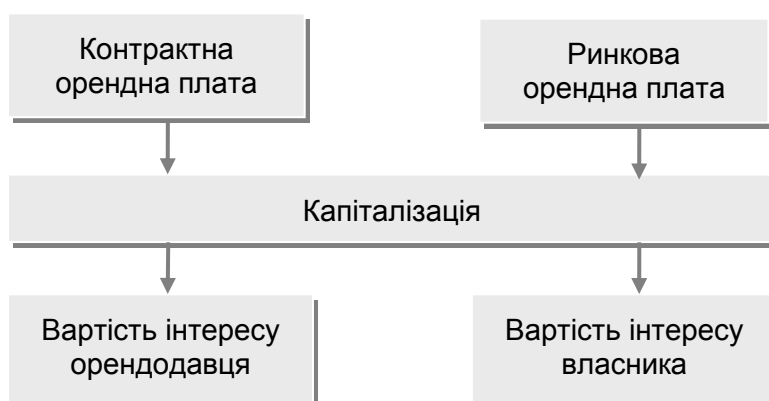 Контрактна
орендна плата
Ринкова
орендна плата
Капіталізація
Вартість інтересу
орендодавця
Вартість інтересу
власника